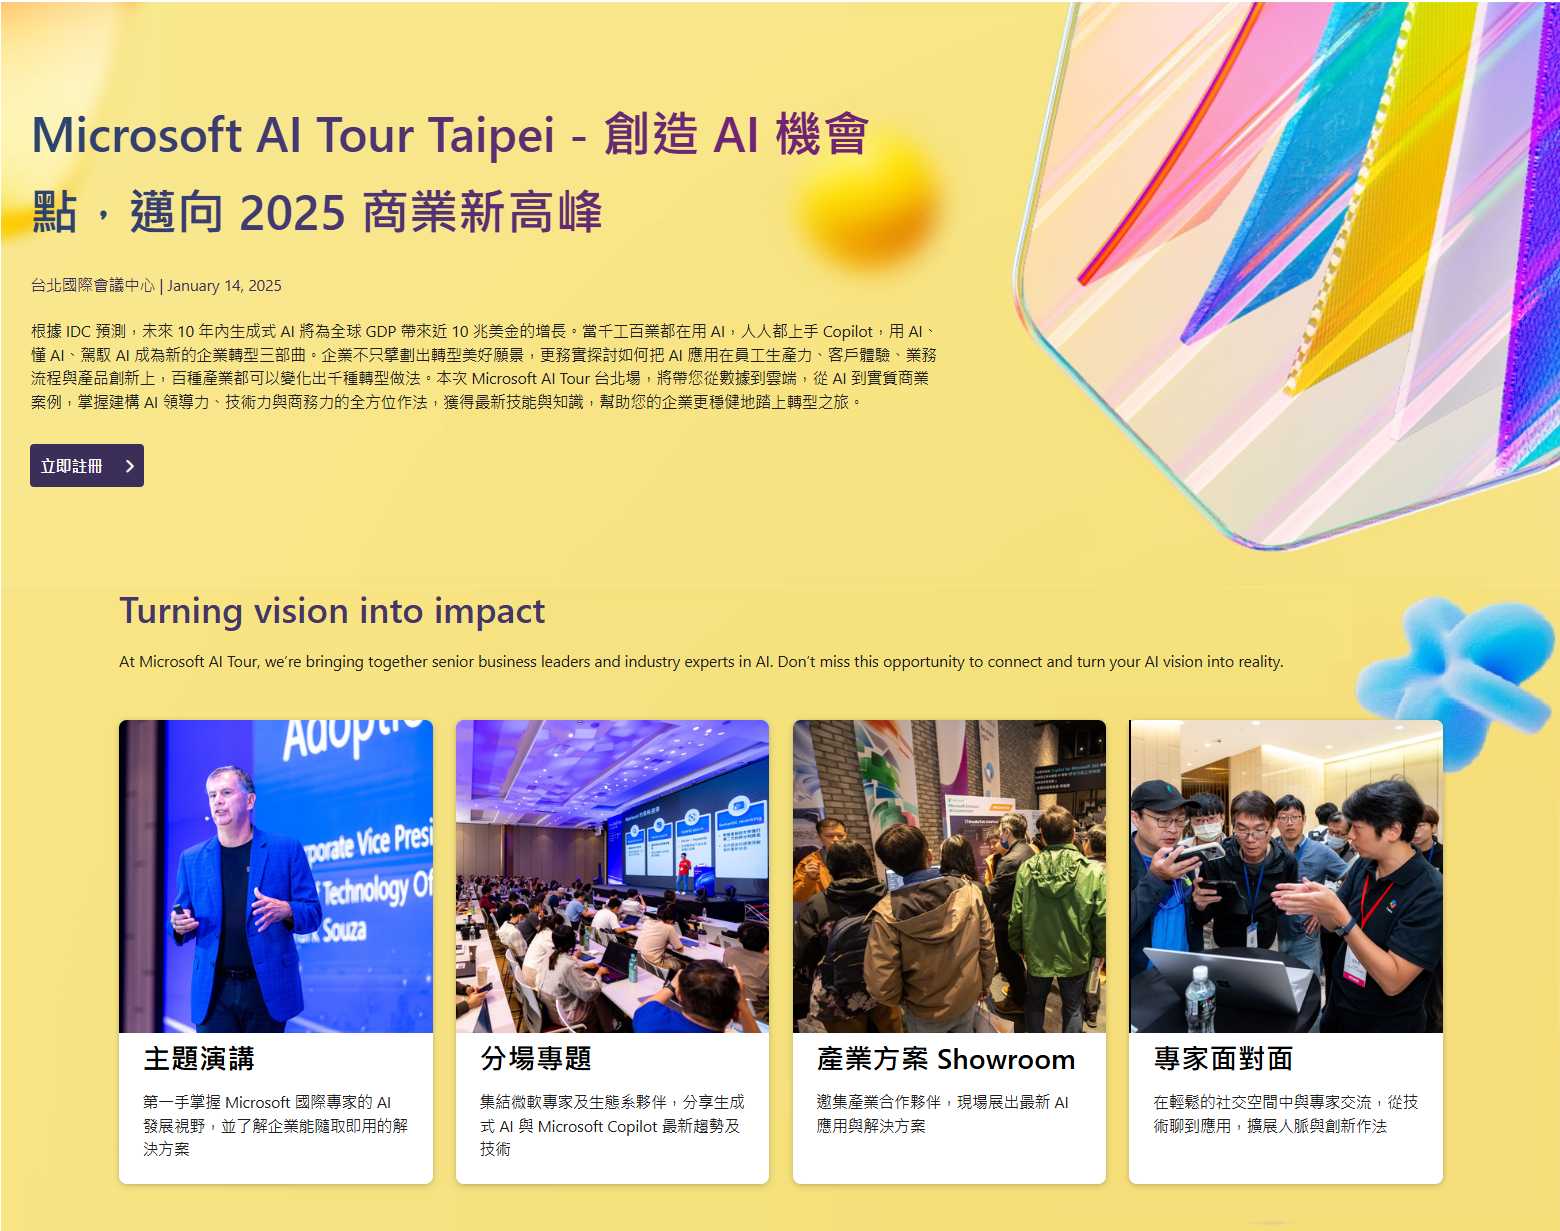 Microsoft AI Tour Taipei - 創造 AI 機會
點，邁向 2025 商業新高峰
台北國際會議中心 | January 14, 2025
根據 IDC 預測，未來 10 年內生成式 AI 將為全球 GDP 帶來近 10 兆美金的增長。當千工百業都在用 AI，人人都上手 Copilot，用 AI、
懂 AI、駕馭 AI 成為新的企業轉型三部曲。企業不只擘劃出轉型美好願景，更務實探討如何把 AI 應用在員工生產力、客戶體驗、業務
流程與產品創新上，百種產業都可以變化出千種轉型做法。本次 Microsoft AI Tour 台北場，將帶您從數據到雲端，從 AI 到實質商業
案例，掌握建構 AI 領導力、技術力與商務力的全方位作法，獲得最新技能與知識，幫助您的企業更穩健地踏上轉型之旅。
立即註冊
Turning vision into impact
At Microsoft AI Tour, we’re bringing together senior business leaders and industry experts in AI. Don’t miss this opportunity to connect and turn your AI vision into reality.
Adoptio
rporate Vice Presi
Technology Of
Souza
主題演講
第一手掌握 Microsoft 國際專家的 AI
發展視野，並了解企業能隨取即用的解
決方案
分場專題
集結微軟專家及生態系夥伴，分享生成
式 AI 與 Microsoft Copilot 最新趨勢及
技術
產業方案 Showroom
邀集產業合作夥伴，現場展出最新 AI
應用與解決方案
專家面對面
在輕鬆的社交空間中與專家交流，從技
術聊到應用，擴展人脈與創新作法